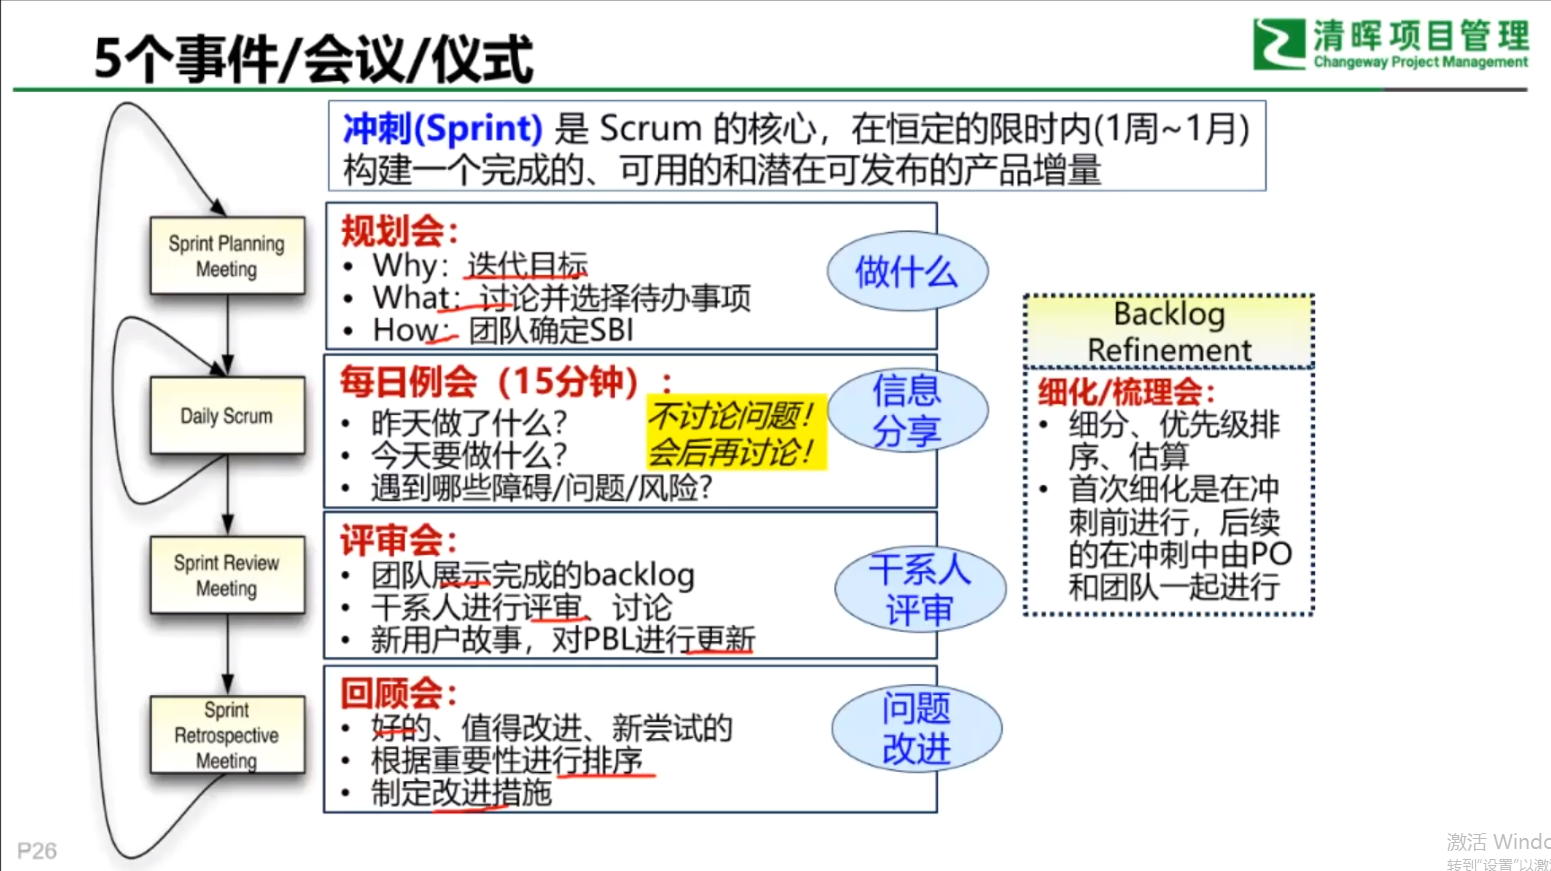 5个事件/会议/仪式
清晖项目管理
Changeway Project Management
冲刺(Sprint) 是 Scrum 的核心，在恒定的限时内(1周~1月)
构建一个完成的、可用的和潜在可发布的产品增量
Sprint Planning
Meeting
规划会：
• Why：迭代目标
• What：讨论并选择待办事项
• How：团队确定SBI
做什么
Daily Scrum
每日例会（15分钟）：
• 昨天做了什么?
• 今天要做什么?
• 遇到哪些障碍/问题/风险?
不讨论问题！
会后再讨论！
信息
分享
Sprint Review
Meeting
评审会：
• 团队展示完成的backlog
• 干系人进行评审、讨论
• 新用户故事，对PBL进行更新
干系人
评审
Sprint
Retrospective
Meeting
回顾会：
• 好的、值得改进、新尝试的
• 根据重要性进行排序
• 制定改进措施
问题
改进
Backlog
Refinement
细化/梳理会：
• 细分、优先级排
序、估算
• 首次细化是在冲
刺前进行，后续
的在冲刺中由PO
和团队一起进行
P26
激活 Windo
转到"设置"以激